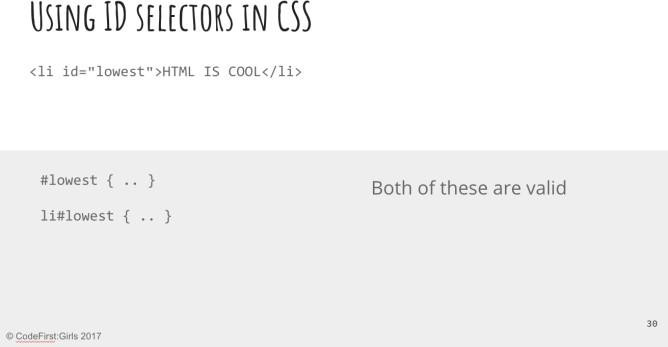 Using ID selectors in CSS
<li id="lowest">HTML IS COOL</li>
#lowest { .. }
li#lowest { .. }
Both of these are valid
30
© CodeFirst:Girls 2017